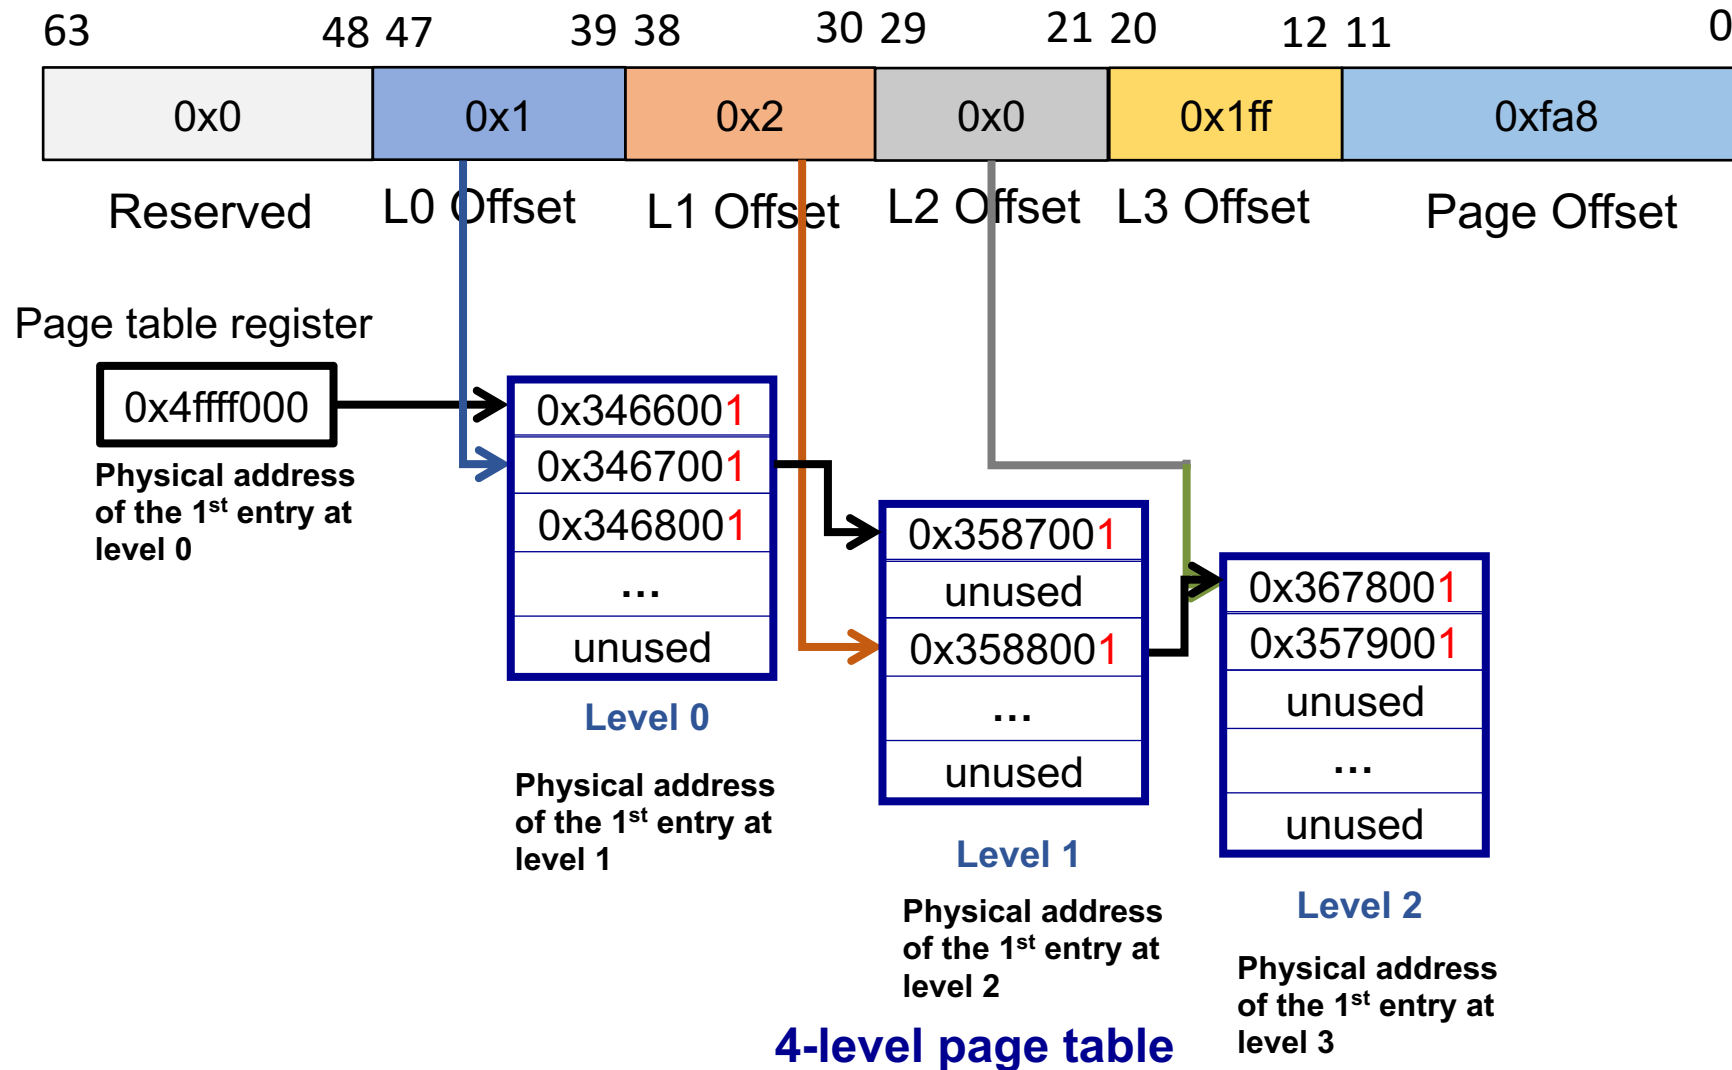 63 48 47 39 38 30 29 21 20 12 11 0
0x0 0x1 0x2 0x0 0x1ff 0xfa8
Reserved L0 Offset L1 Offset L2 Offset L3 Offset Page Offset
Page table register
0x4ffff000
Physical address
of the 1st entry at
level 0
0x3466001
0x3467001
0x3468001
...
unused
Level 0
Physical address
of the 1st entry at
level 1
0x3587001
unused
0x3588001
...
unused
Level 1
Physical address
of the 1st entry at
level 2
0x3678001
0x3579001
unused
...
unused
Level 2
Physical address
of the 1st entry at
level 3
4-level page table